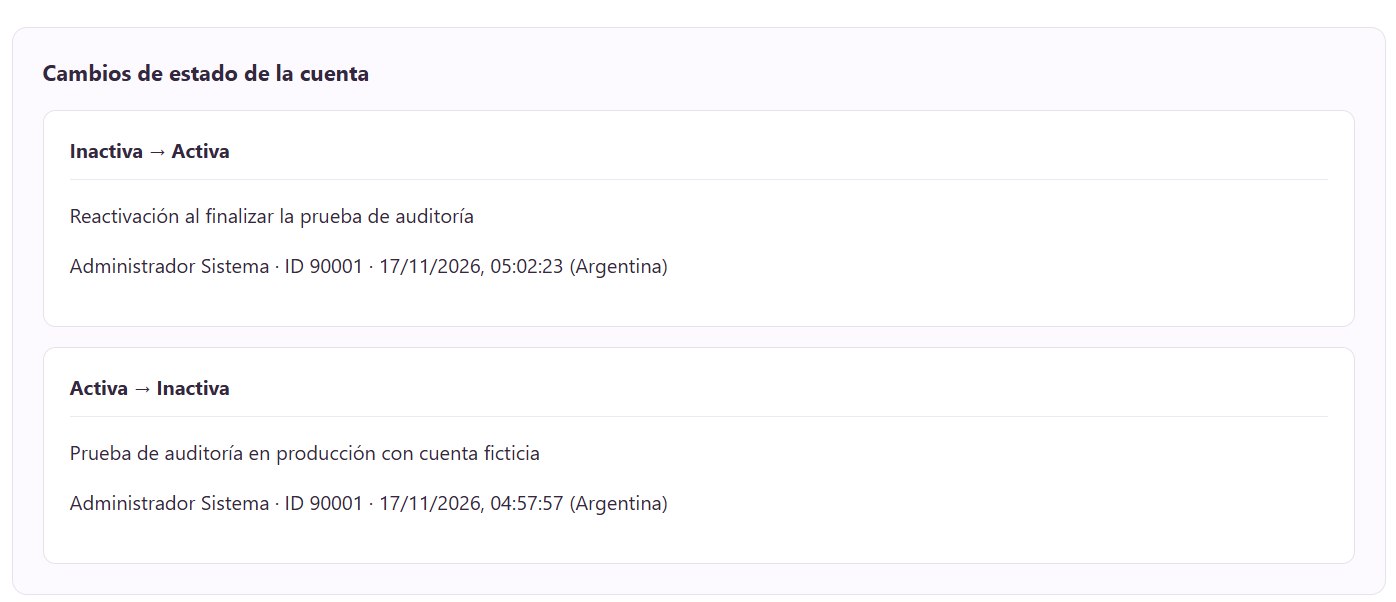 Cambios de estado de la cuenta
Inactiva → Activa
Reactivación al finalizar la prueba de auditoría
Administrador Sistema · ID 90001 · 17/11/2026, 05:02:23 (Argentina)
Activa → Inactiva
Prueba de auditoría en producción con cuenta ficticia
Administrador Sistema · ID 90001 · 17/11/2026, 04:57:57 (Argentina)